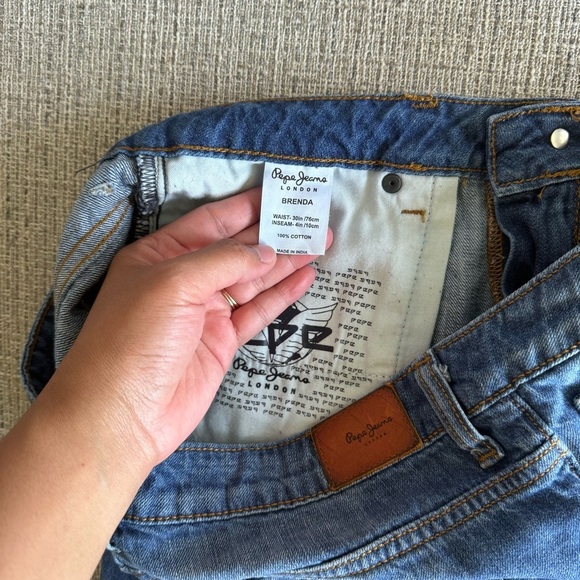 Pepe Jeans
LONDON
BRENDA
WAIST- 30in /76cm
INSEAM- 4in /10cm
100% COTTON
MADE IN INDIA
Pepe Jeans
LONDON
Pepe Jeans
LONDON